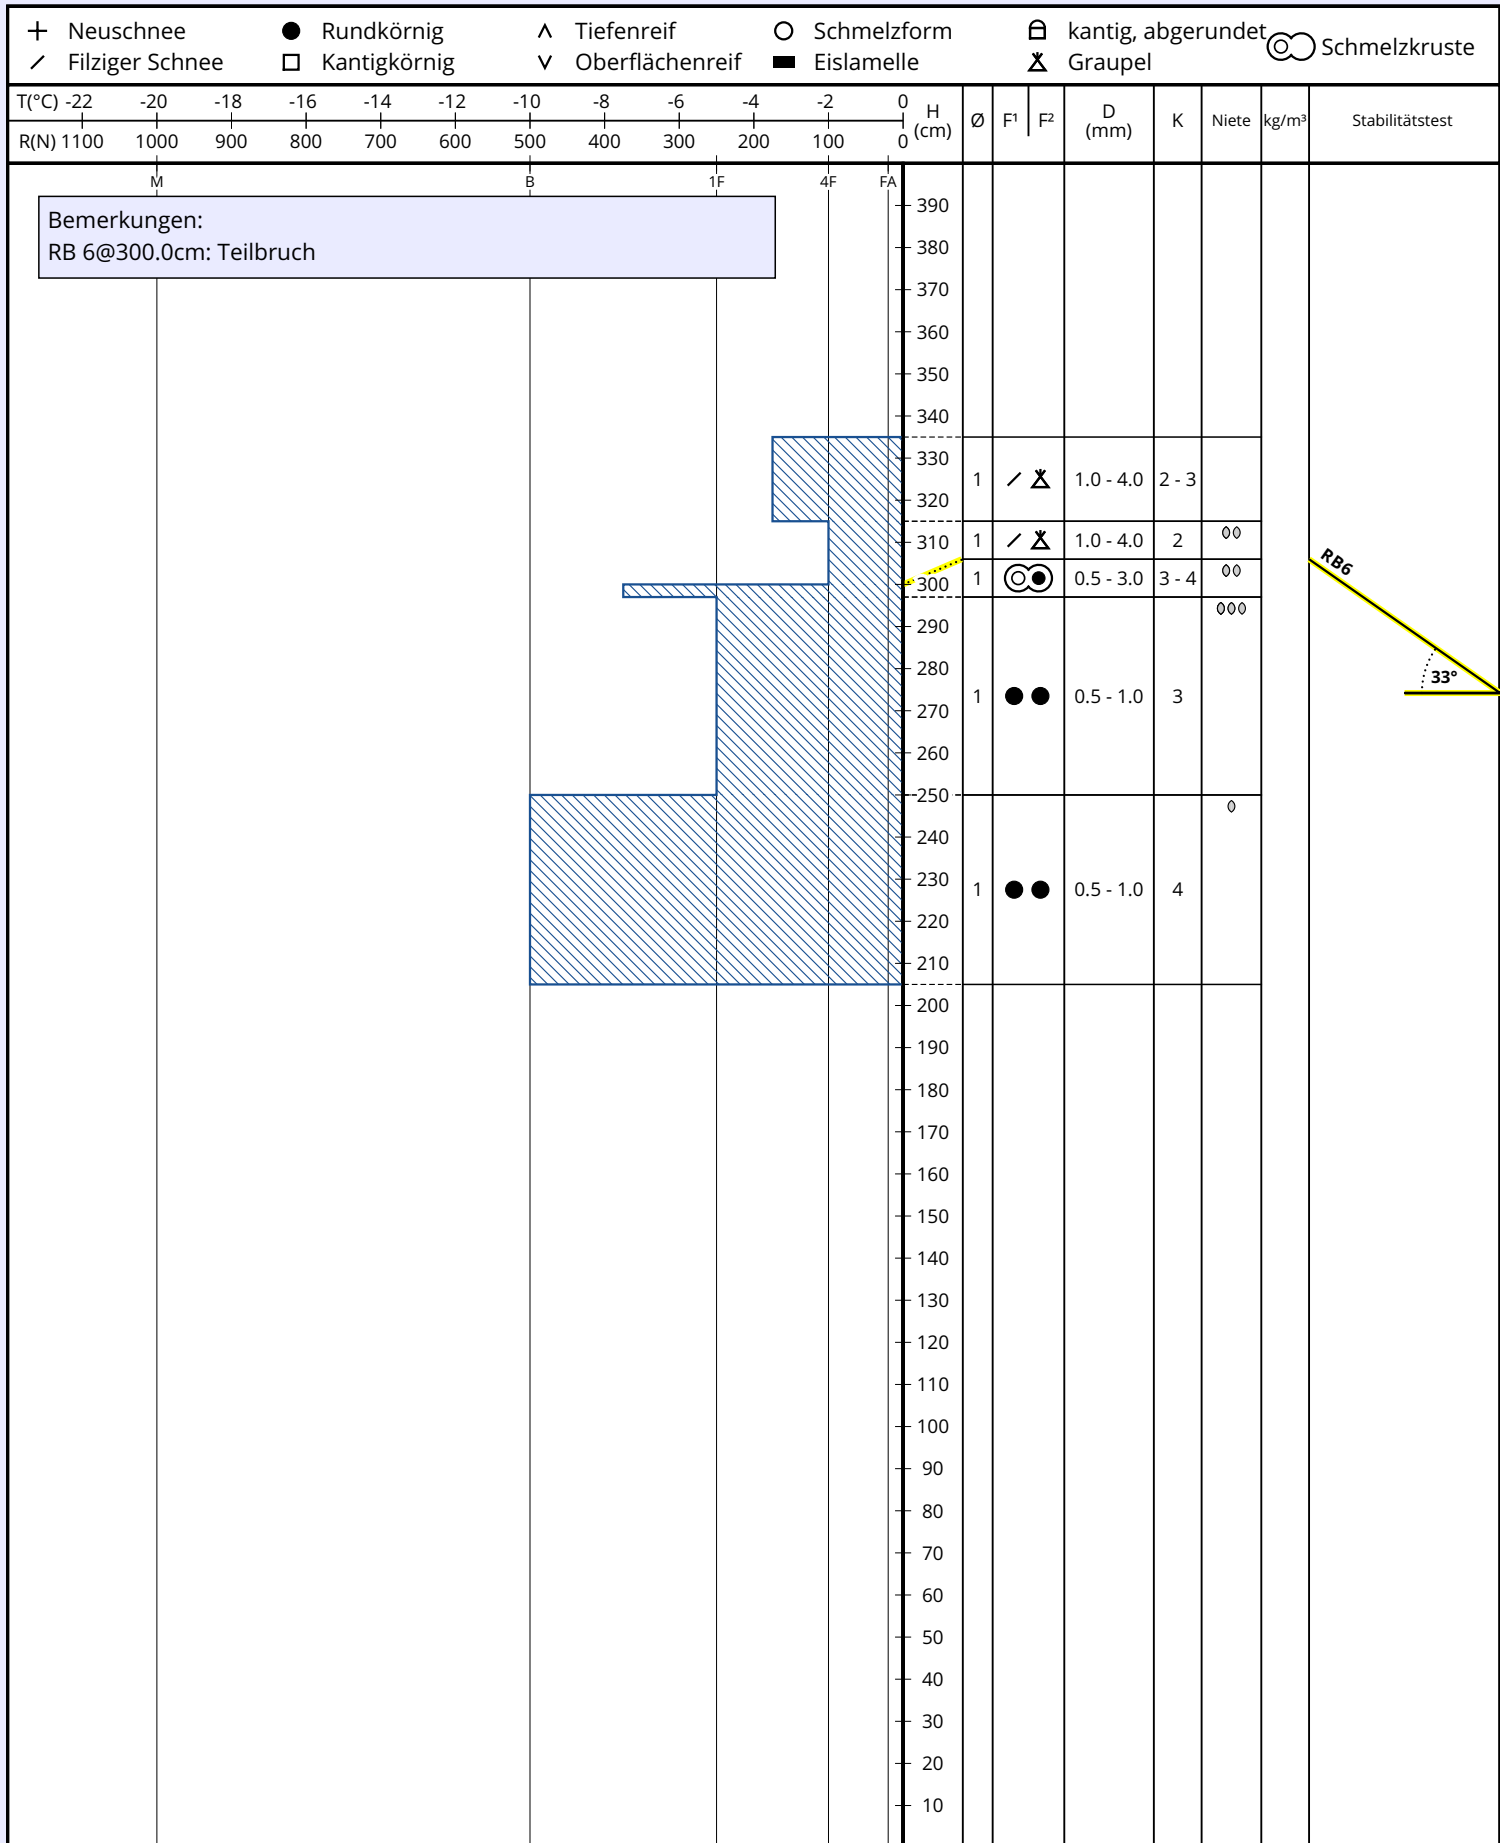 Neuschnee Rundkörnig Tiefenreif Schmelzform kantig, abgerundet Schmelzkruste
Filziger Schnee Kantigkörnig Oberflächenreif Eislamelle Graupel
T(°C) -22 -20 -18 -16 -14 -12 -10 -8 -6 -4 -2 0
R(N) 1100 1000 900 800 700 600 500 400 300 200 100 0
H (cm) Ø F¹ F² D (mm) K Niete kg/m³ Stabilitätstest
M B 1F 4F FA
Bemerkungen:
RB 6@300.0cm: Teilbruch
390
380
370
360
350
340
330
1 1.0 - 4.0 2 - 3
320
310
1 1.0 - 4.0 2
RB6
300
1 0.5 - 3.0 3 - 4
290
280
33°
270
1 0.5 - 1.0 3
260
250
240
230
1 0.5 - 1.0 4
220
210
200
190
180
170
160
150
140
130
120
110
100
90
80
70
60
50
40
30
20
10